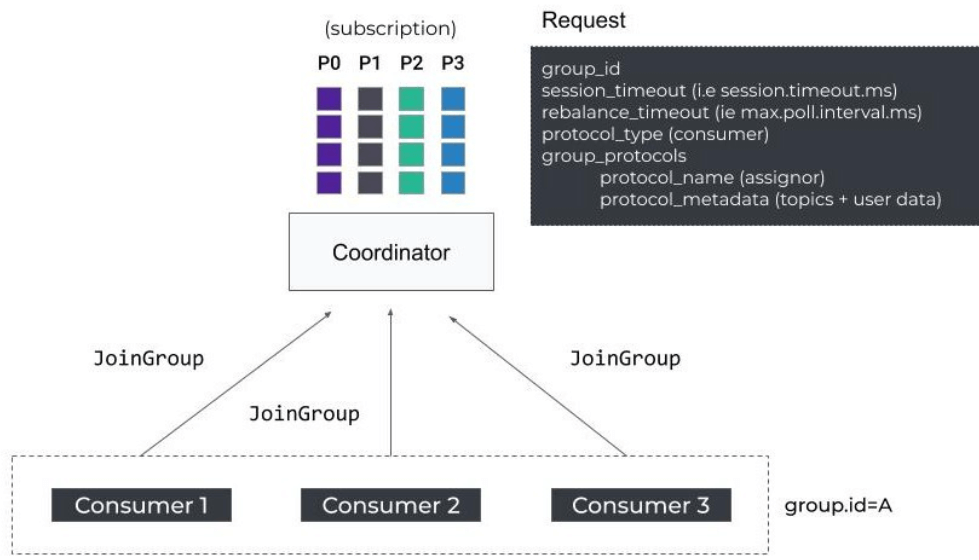 (subscription)
P0 P1 P2 P3
Coordinator
Request
group_id
session_timeout (i.e session.timeout.ms)
rebalance_timeout (ie max.poll.interval.ms)
protocol_type (consumer)
group_protocols
protocol_name (assignor)
protocol_metadata (topics + user data)
JoinGroup
JoinGroup
JoinGroup
Consumer 1
Consumer 2
Consumer 3
group.id=A